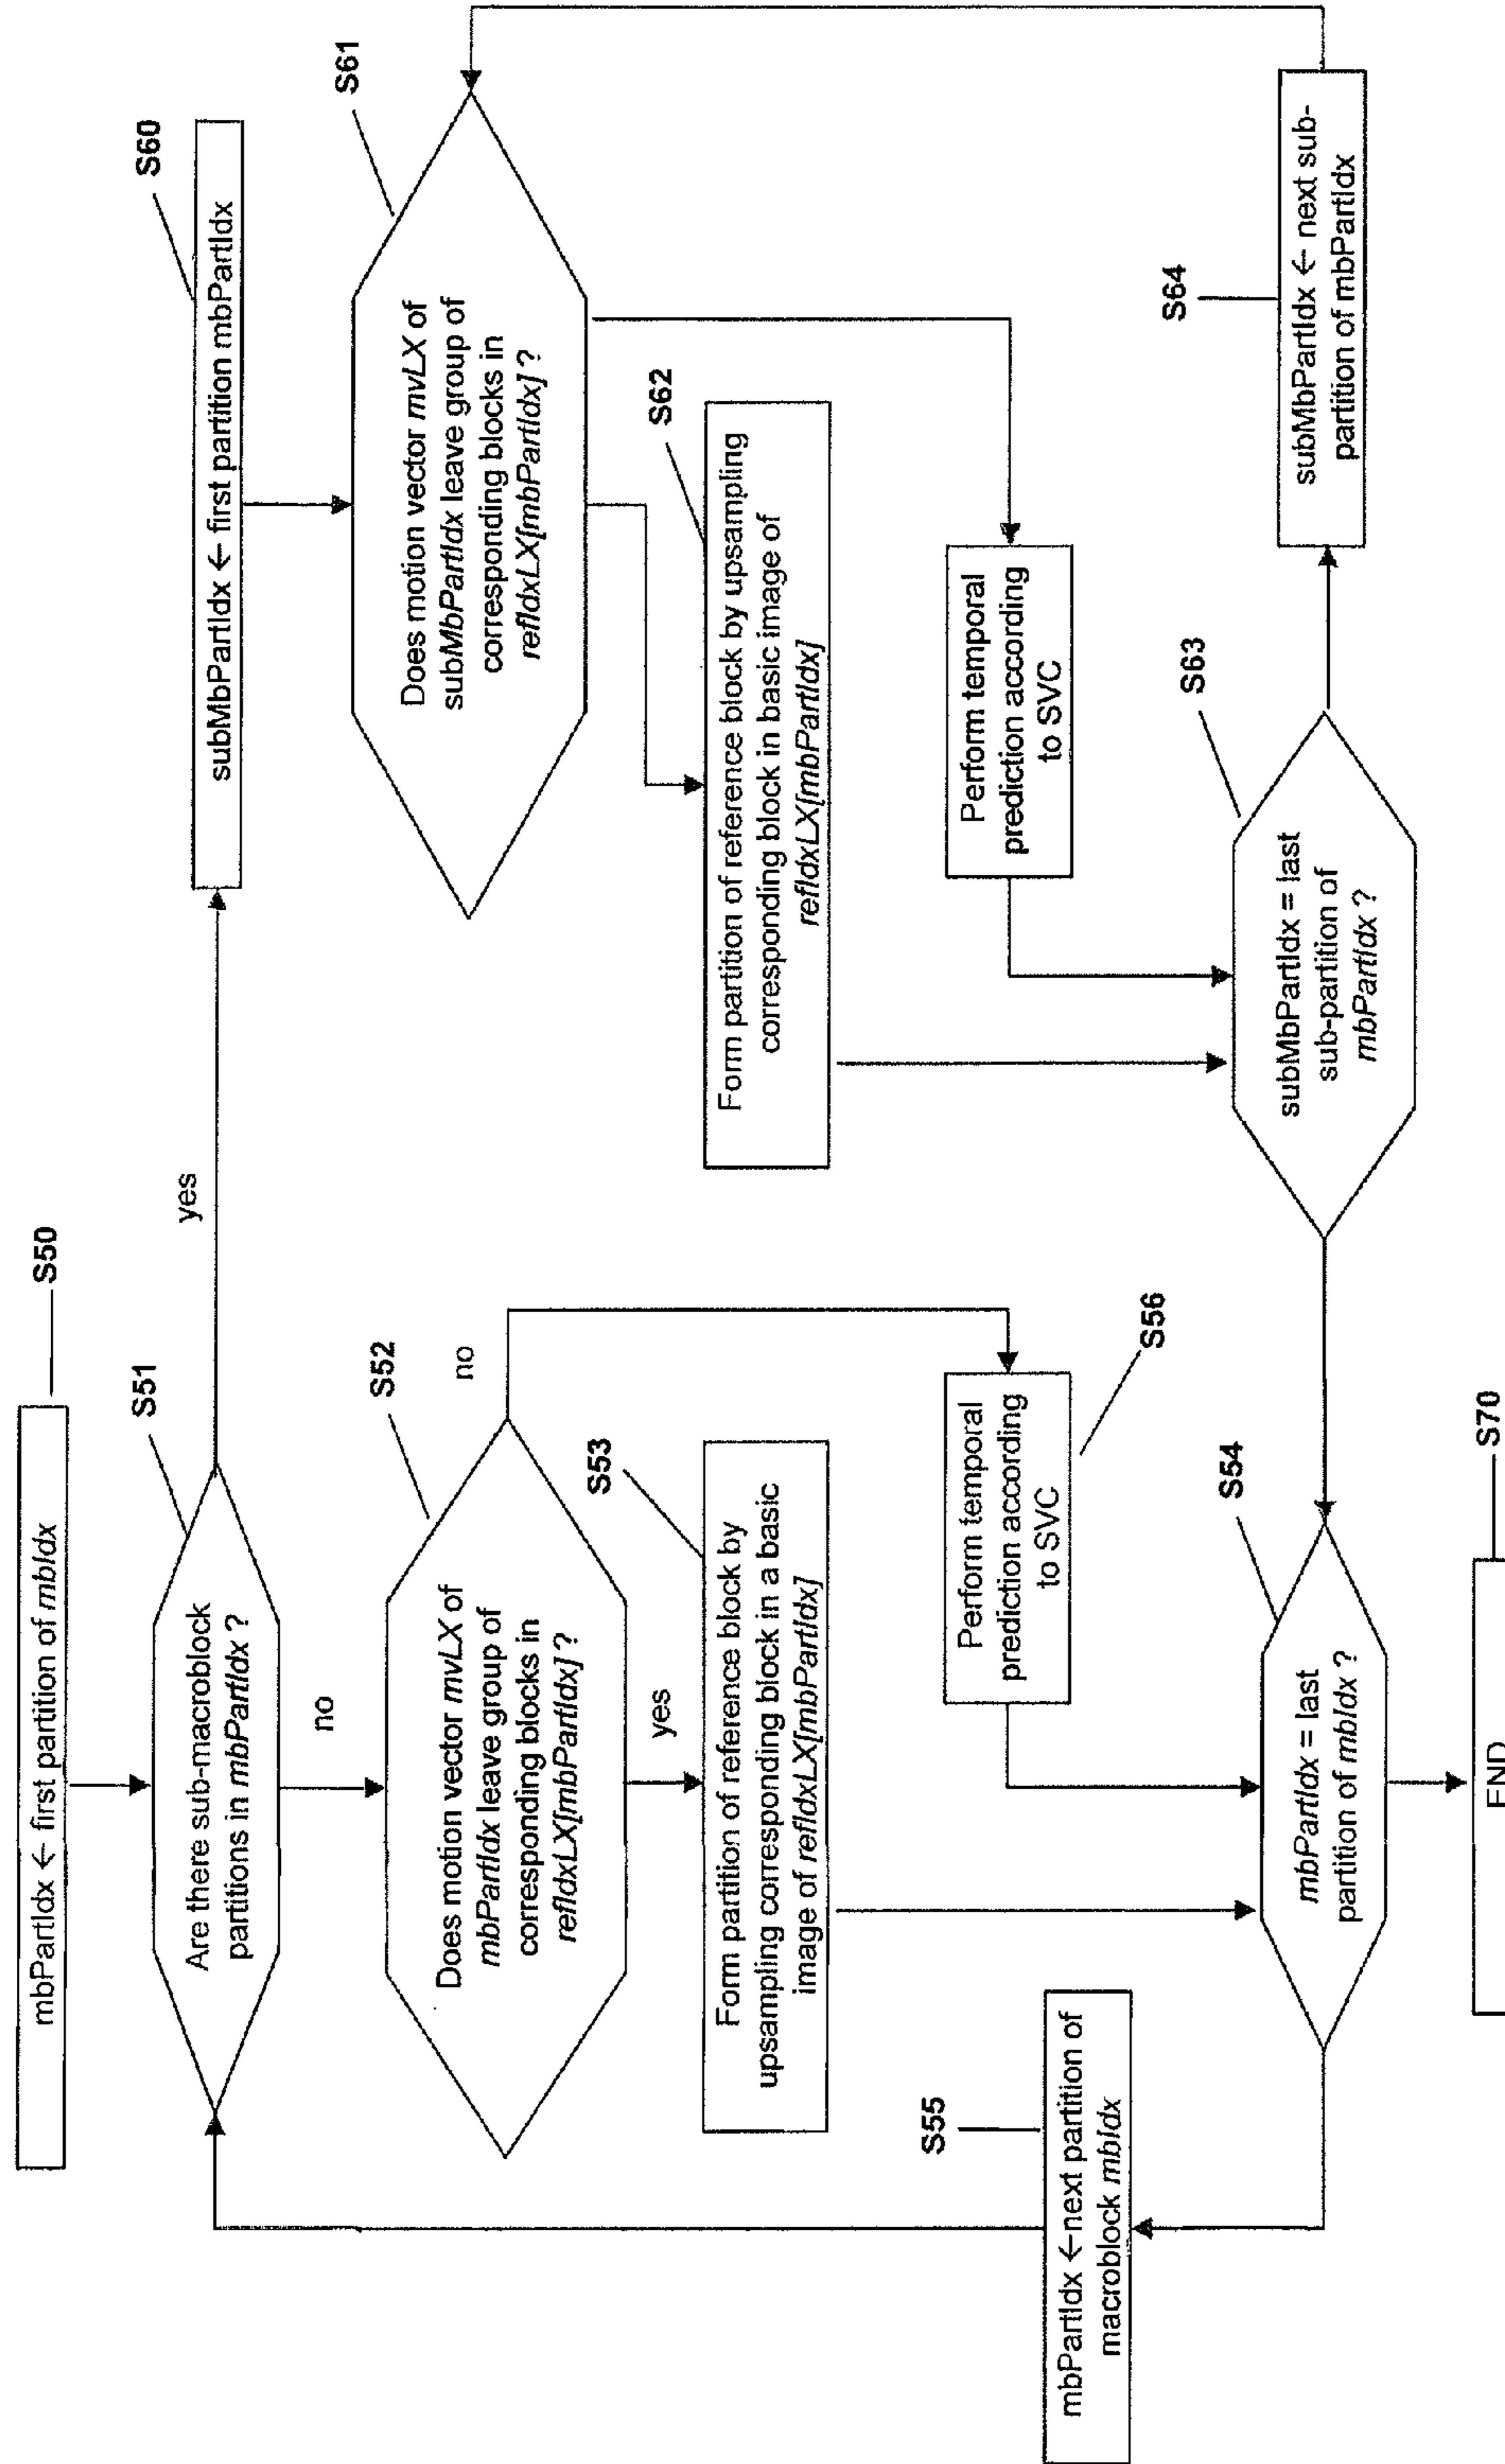 mbPartIdx ← first partition of mbIdx
S50
Are there sub-macroblock
partitions in mbPartIdx ?
S51
yes
no
Does motion vector mvLX of
mbPartIdx leave group of
corresponding blocks in
refIdxLX[mbPartIdx] ?
S52
no
yes
Form partition of reference block by
upsampling corresponding block in a basic
image of refIdxLX[mbPartIdx]
S53
Perform temporal
prediction according
to SVC
S56
mbPartIdx ←next partition of
macroblock mbIdx
S55
mbPartIdx = last
partition of mbIdx ?
S54
END
S70
subMbPartIdx ← first partition mbPartIdx
S60
Does motion vector mvLX of
subMbPartIdx leave group of
corresponding blocks in
refIdxLX[mbPartIdx] ?
S61
Form partition of reference block by upsampling
corresponding block in basic image of
refIdxLX[mbPartIdx]
S62
Perform temporal
prediction according
to SVC
subMbPartIdx = last
sub-partition of
mbPartIdx ?
S63
subMbPartIdx ← next sub-
partition of mbPartIdx
S64